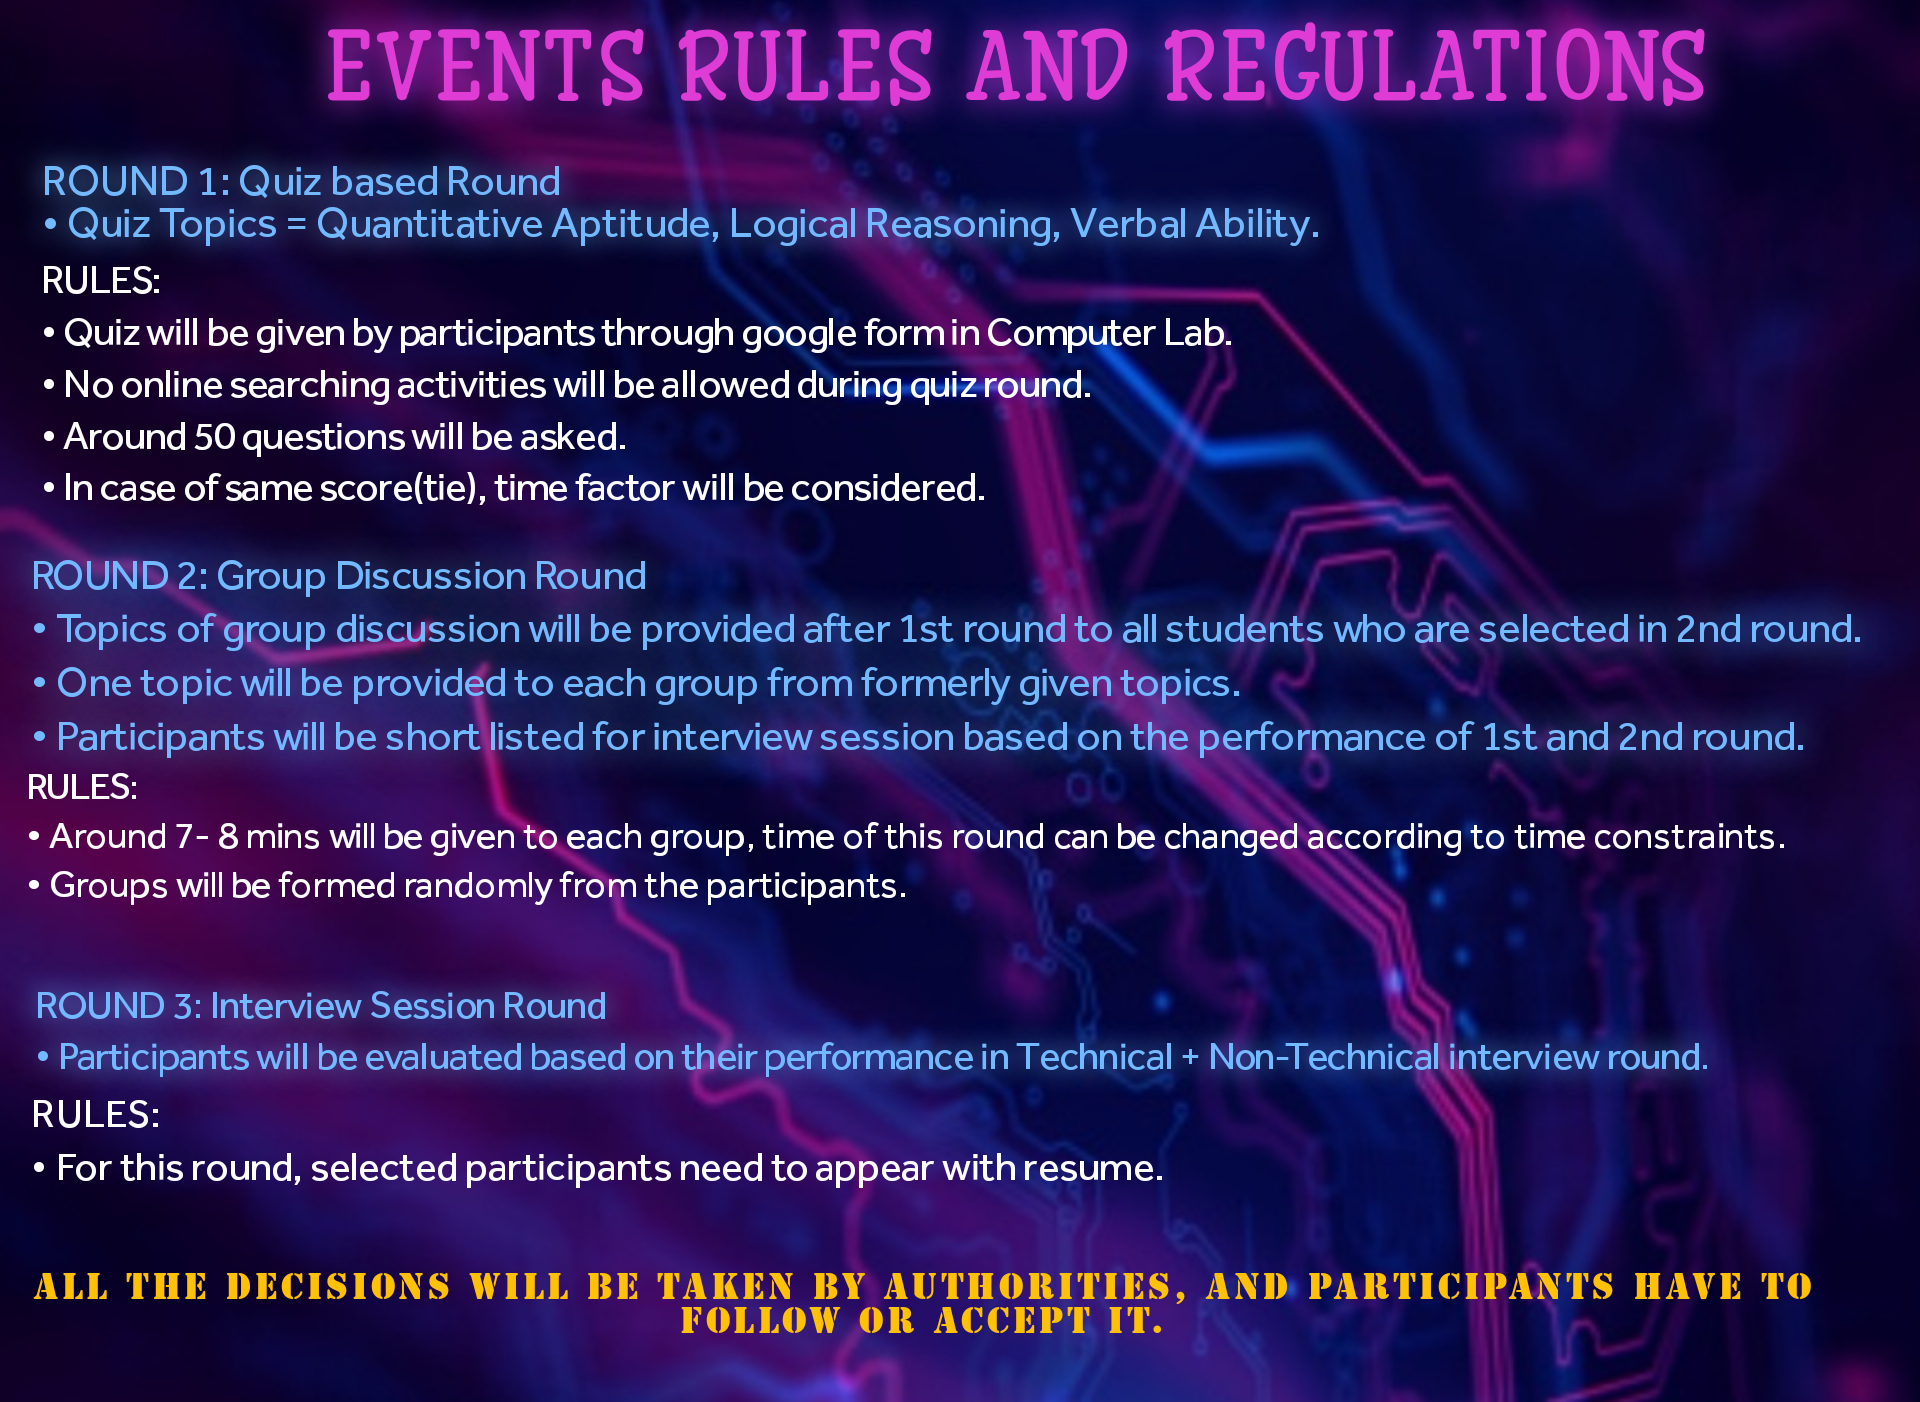 EVENTS RULES AND REGULATIONS
ROUND 1: Quiz based Round
• Quiz Topics = Quantitative Aptitude, Logical Reasoning, Verbal Ability.
RULES:
• Quiz will be given by participants through google form in Computer Lab.
• No online searching activities will be allowed during quiz round.
• Around 50 questions will be asked.
• In case of same score(tie), time factor will be considered.
ROUND 2: Group Discussion Round
• Topics of group discussion will be provided after 1st round to all students who are selected in 2nd round.
• One topic will be provided to each group from formerly given topics.
• Participants will be short listed for interview session based on the performance of 1st and 2nd round.
RULES:
• Around 7- 8 mins will be given to each group, time of this round can be changed according to time constraints.
• Groups will be formed randomly from the participants.
ROUND 3: Interview Session Round
• Participants will be evaluated based on their performance in Technical + Non-Technical interview round.
RULES:
• For this round, selected participants need to appear with resume.
ALL THE DECISIONS WILL BE TAKEN BY AUTHORITIES, AND PARTICIPANTS HAVE TO
FOLLOW OR ACCEPT IT.